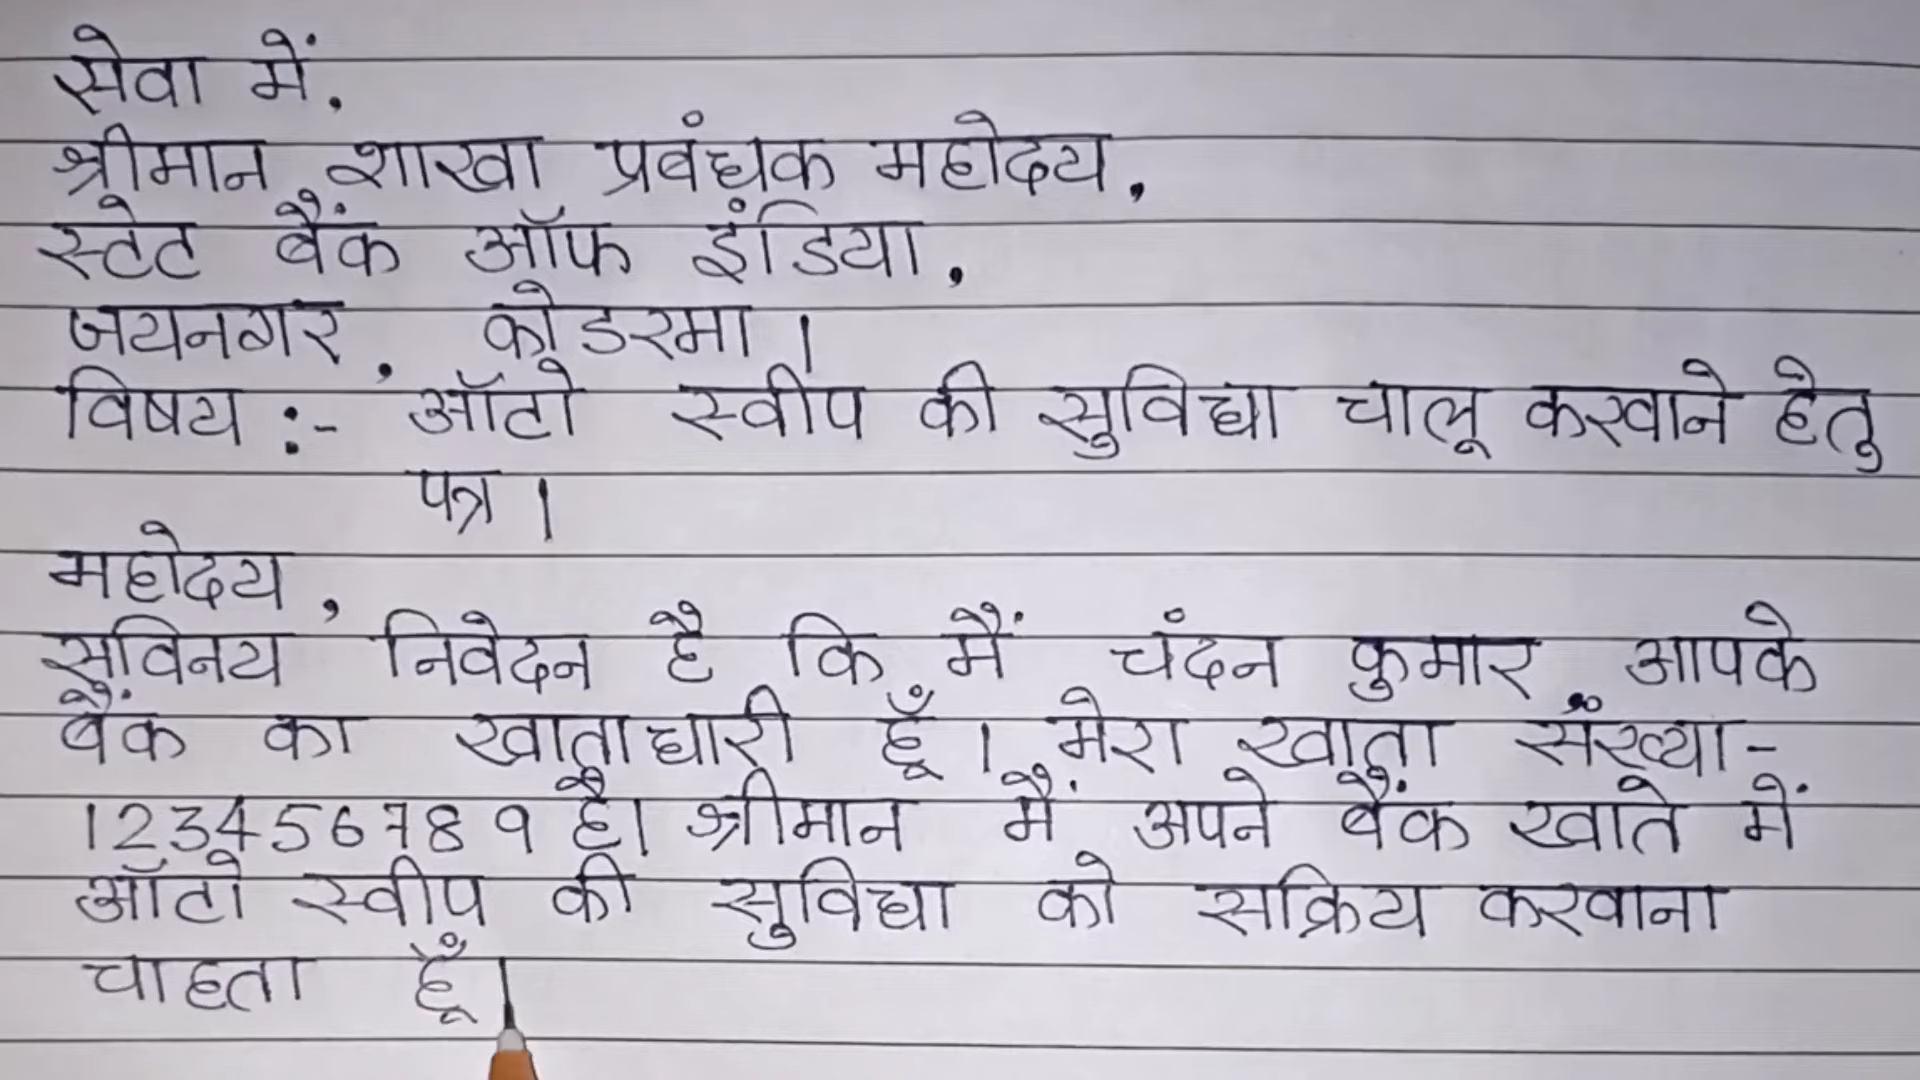 सेवा में,
श्रीमान शाखा प्रबंधक महोदय,
स्टेट बैंक ऑफ इंडिया,
जयनगर, कोडरमा।
विषय :- ऑटो स्वीप की सुविधा चालू करवाने हेतु
पत्र।
महोदय,
सविनय निवेदन है कि मैं चंदन कुमार आपके
बैंक का खाताधारी हूँ। मेरा खाता संख्या-
123456789 है। श्रीमान मैं अपने बैंक खाते में
ऑटो स्वीप की सुविधा को सक्रिय करवाना
चाहता हूँ।